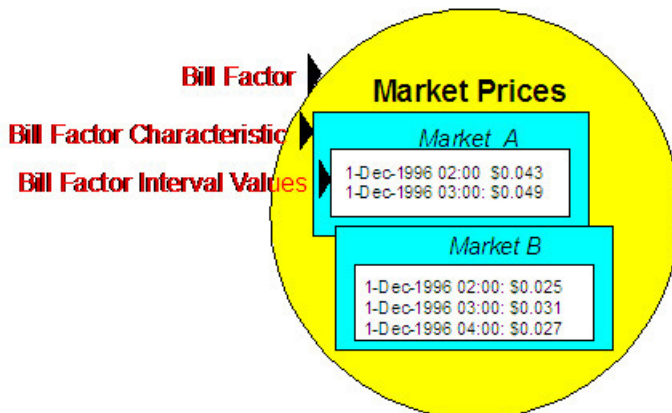 Bill Factor
Market Prices
Bill Factor Characteristic
Market A
Bill Factor Interval Values
1-Dec-1996 02:00 $0.043
1-Dec-1996 03:00: $0.049
Market B
1-Dec-1996 02:00: $0.025
1-Dec-1996 03:00: $0.031
1-Dec-1996 04:00: $0.027